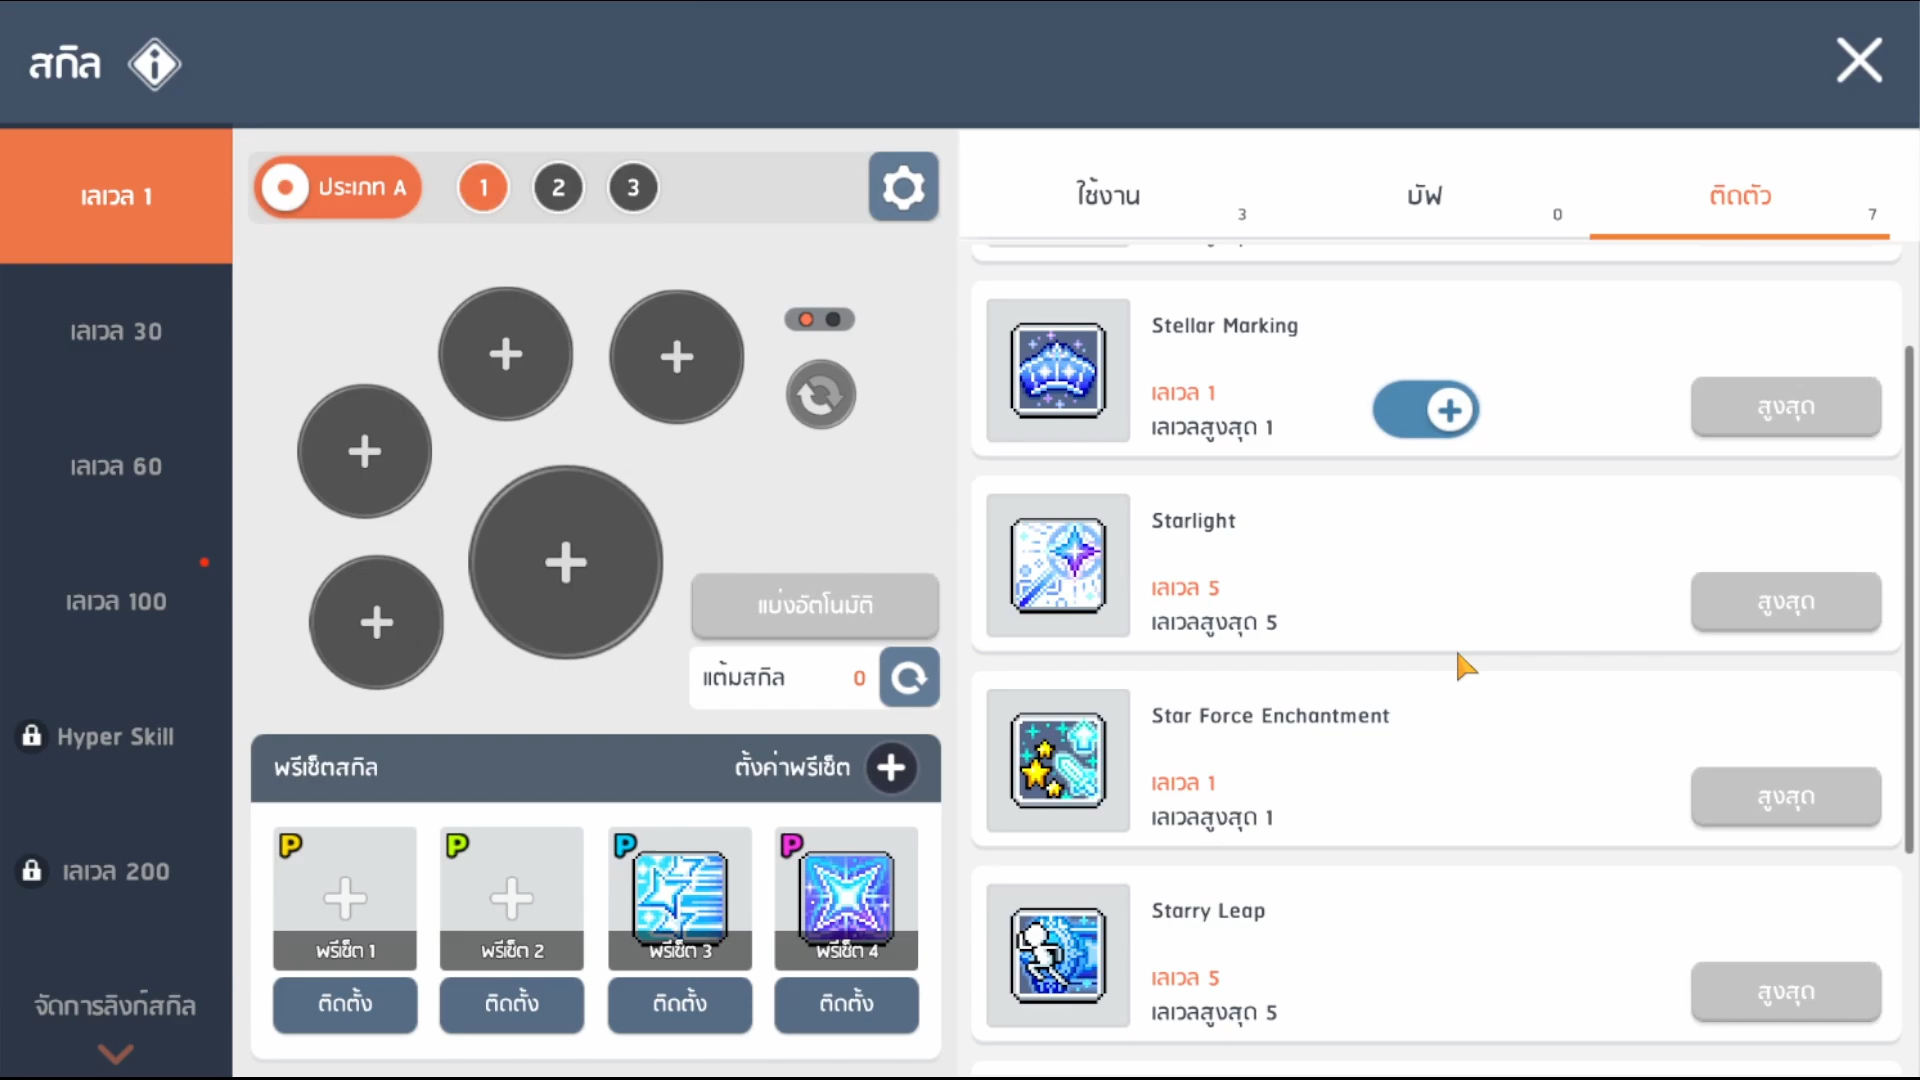 สกิล
เลเวล 1
เลเวล 30
เลเวล 60
เลเวล 100
Hyper Skill
เลเวล 200
จัดการลิงก์สกิล
ประเภท A
1
2
3
แบ่งอัตโนมัติ
แต้มสกิล 0
พรีเซ็ตสกิล
ตั้งค่าพรีเซ็ต
P
P
P
P
พรีเซ็ต 1
พรีเซ็ต 2
พรีเซ็ต 3
พรีเซ็ต 4
ติดตั้ง
ติดตั้ง
ติดตั้ง
ติดตั้ง
ใช้งาน 3
บัฟ 0
ติดตัว 7
Stellar Marking
เลเวล 1
เลเวลสูงสุด 1
สูงสุด
Starlight
เลเวล 5
เลเวลสูงสุด 5
สูงสุด
Star Force Enchantment
เลเวล 1
เลเวลสูงสุด 1
สูงสุด
Starry Leap
เลเวล 5
เลเวลสูงสุด 5
สูงสุด